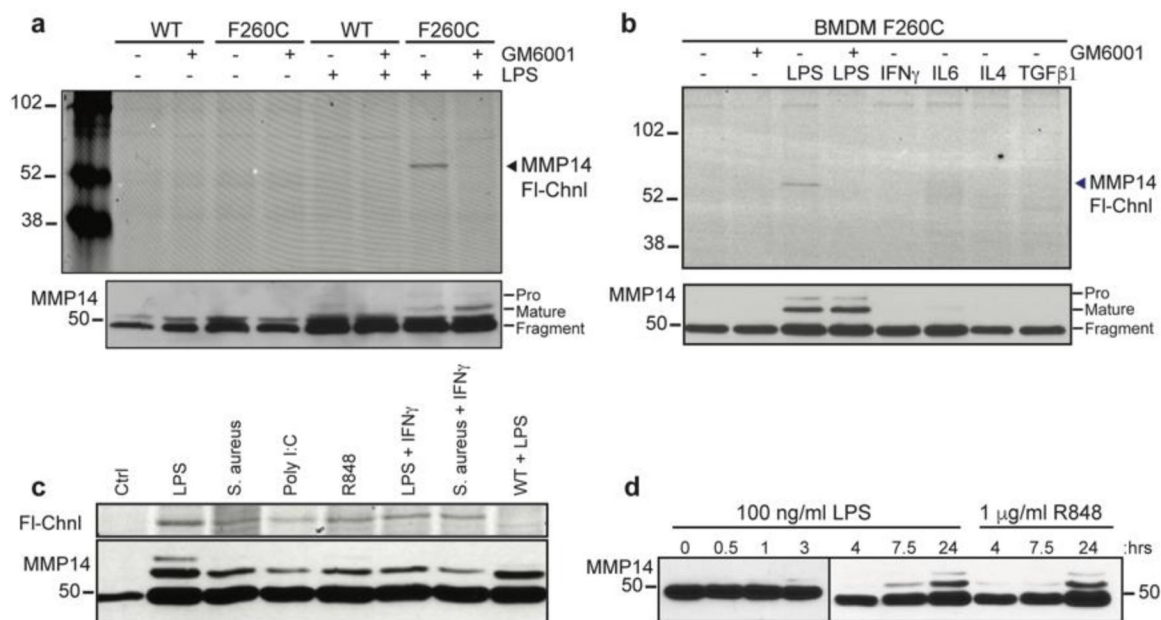 a
WT F260C WT F260C
- + - + - + - + GM6001
- - - - + + + + LPS
102
52
38
MMP14
Fl-Chnl
MMP14
50
Pro
Mature
Fragment
b
BMDM F260C
- + - + - - - - GM6001
- - LPS LPS IFNγ IL6 IL4 TGFβ1
102
52
38
MMP14
Fl-Chnl
MMP14
50
Pro
Mature
Fragment
c
Ctrl
LPS
S. aureus
Poly I:C
R848
LPS + IFNγ
S. aureus + IFNγ
WT + LPS
Fl-Chnl
MMP14
50
d
100 ng/ml LPS 1 μg/ml R848
0 0.5 1 3 4 7.5 24 4 7.5 24 :hrs
MMP14
50 50